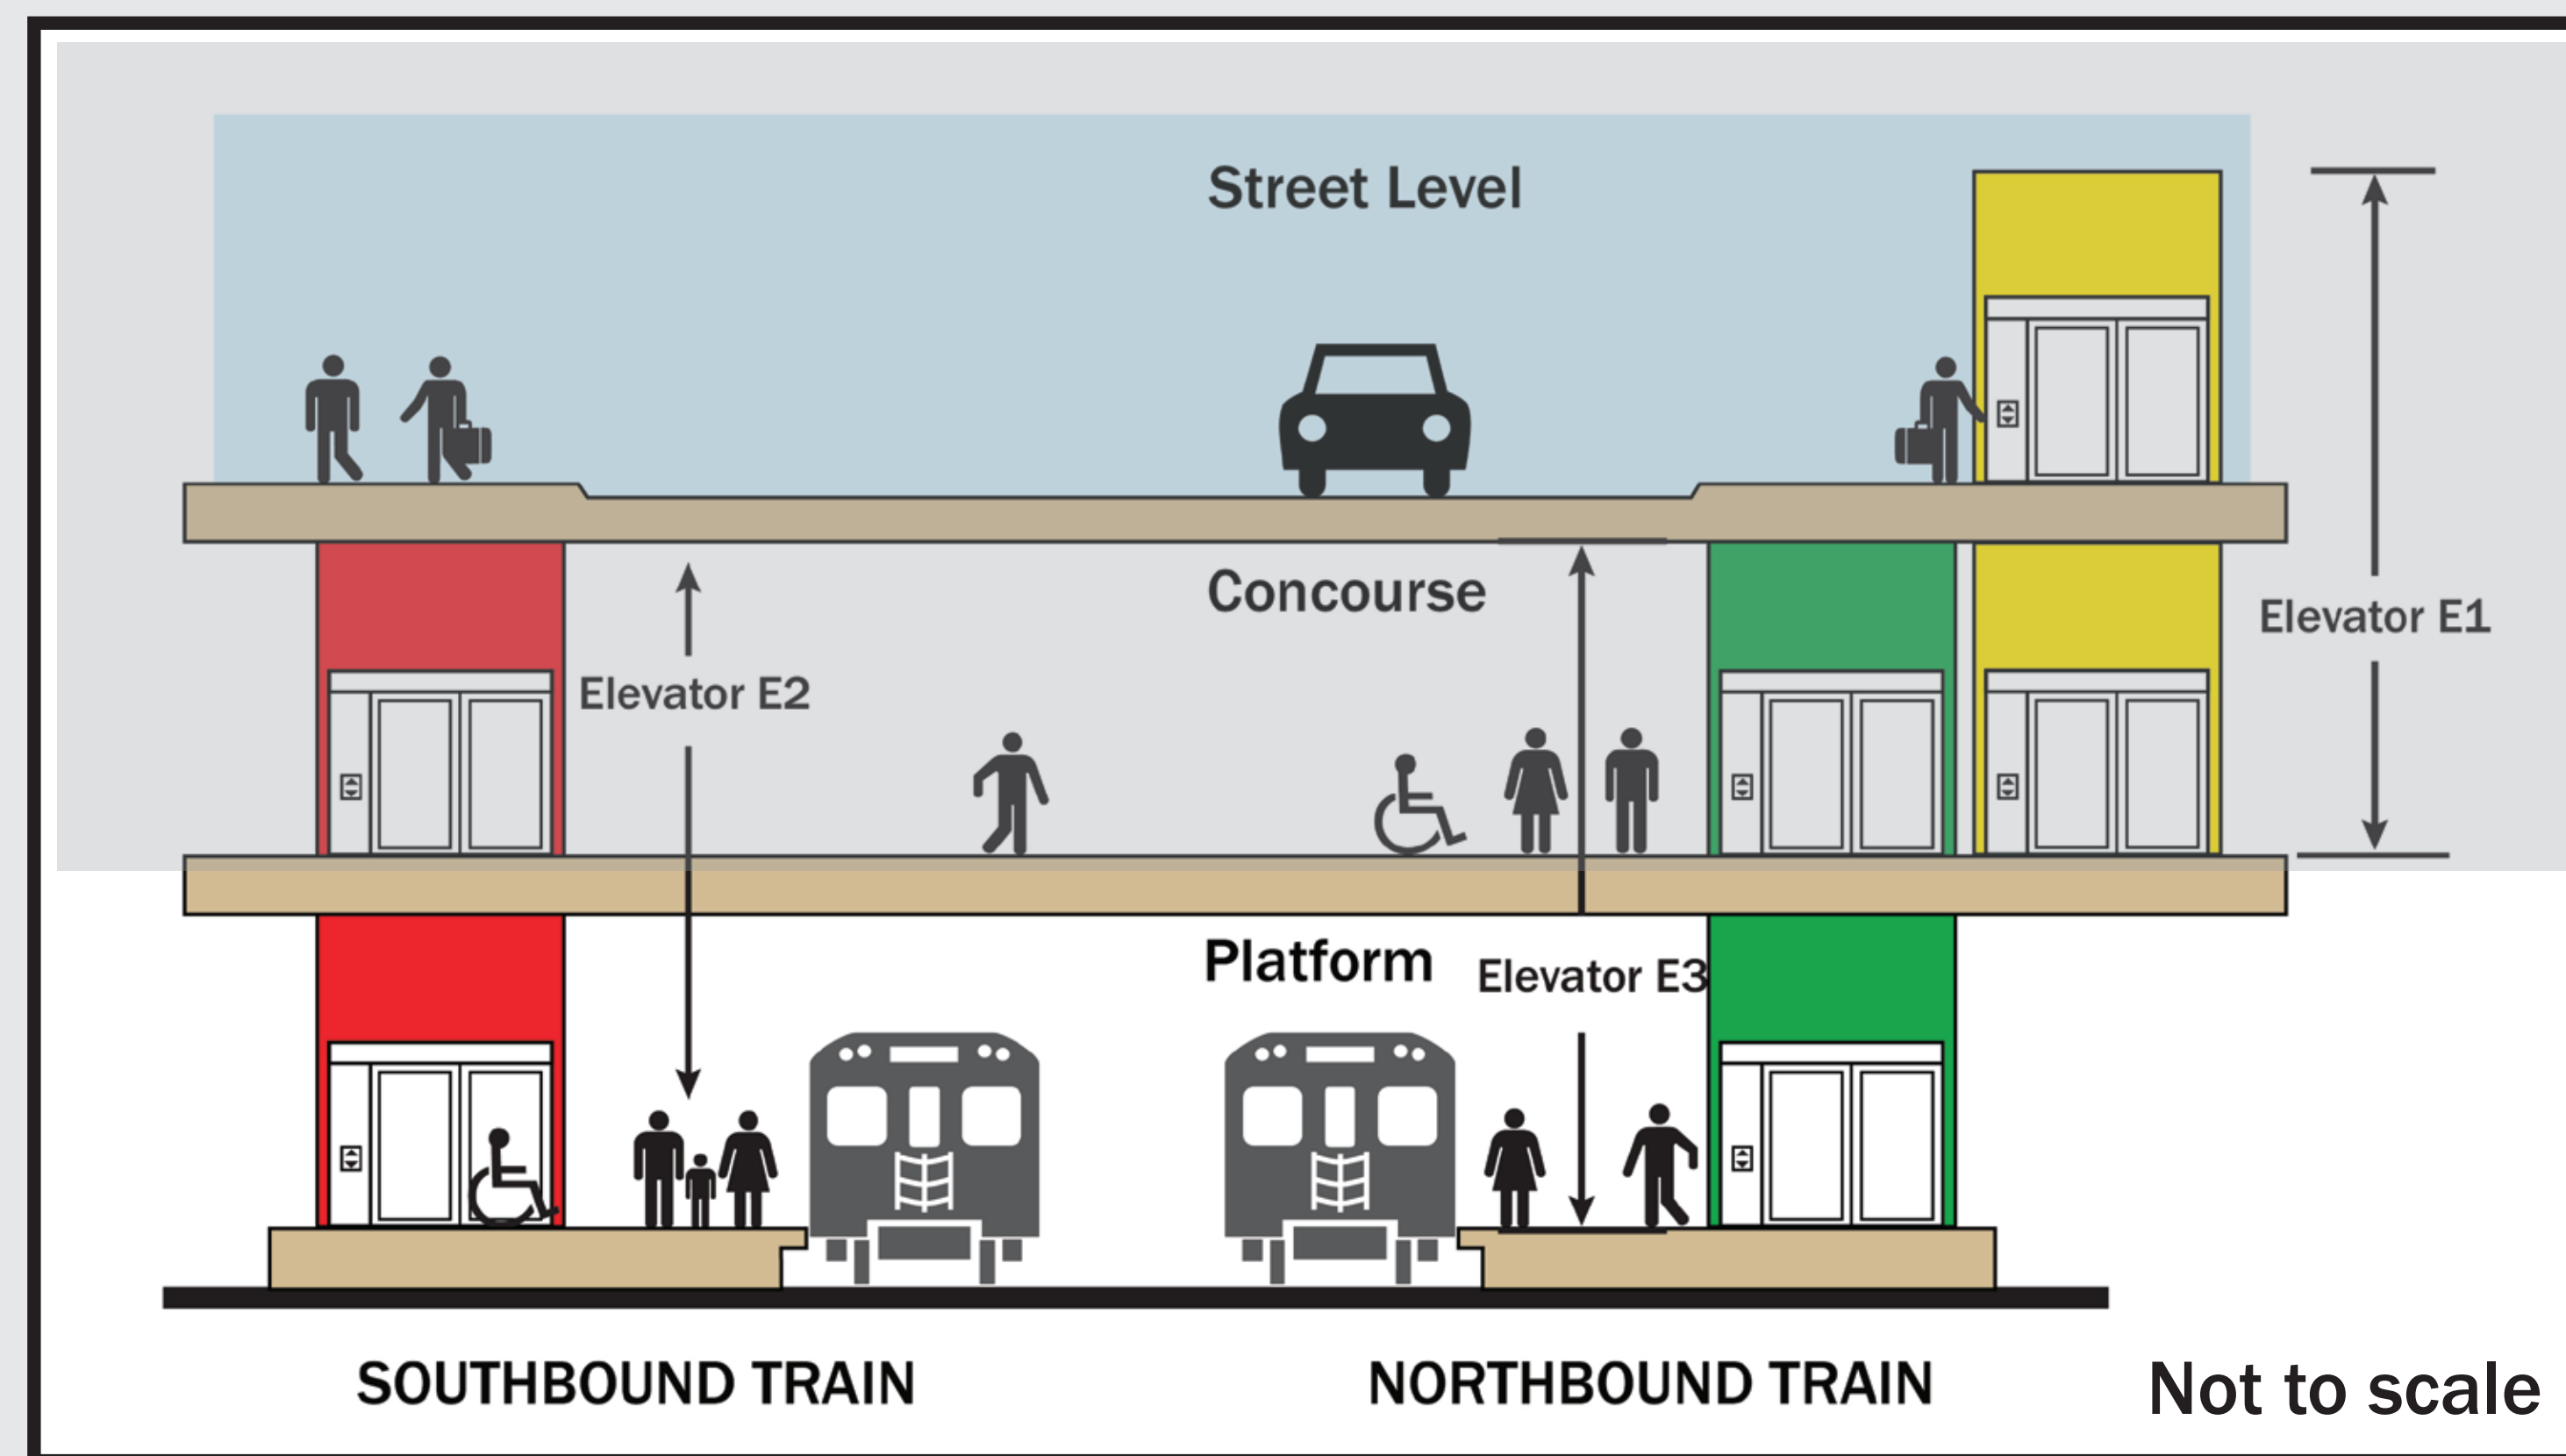 Street Level
Concourse
Elevator E1
Elevator E2
Platform
Elevator E3
SOUTHBOUND TRAIN
NORTHBOUND TRAIN
Not to scale